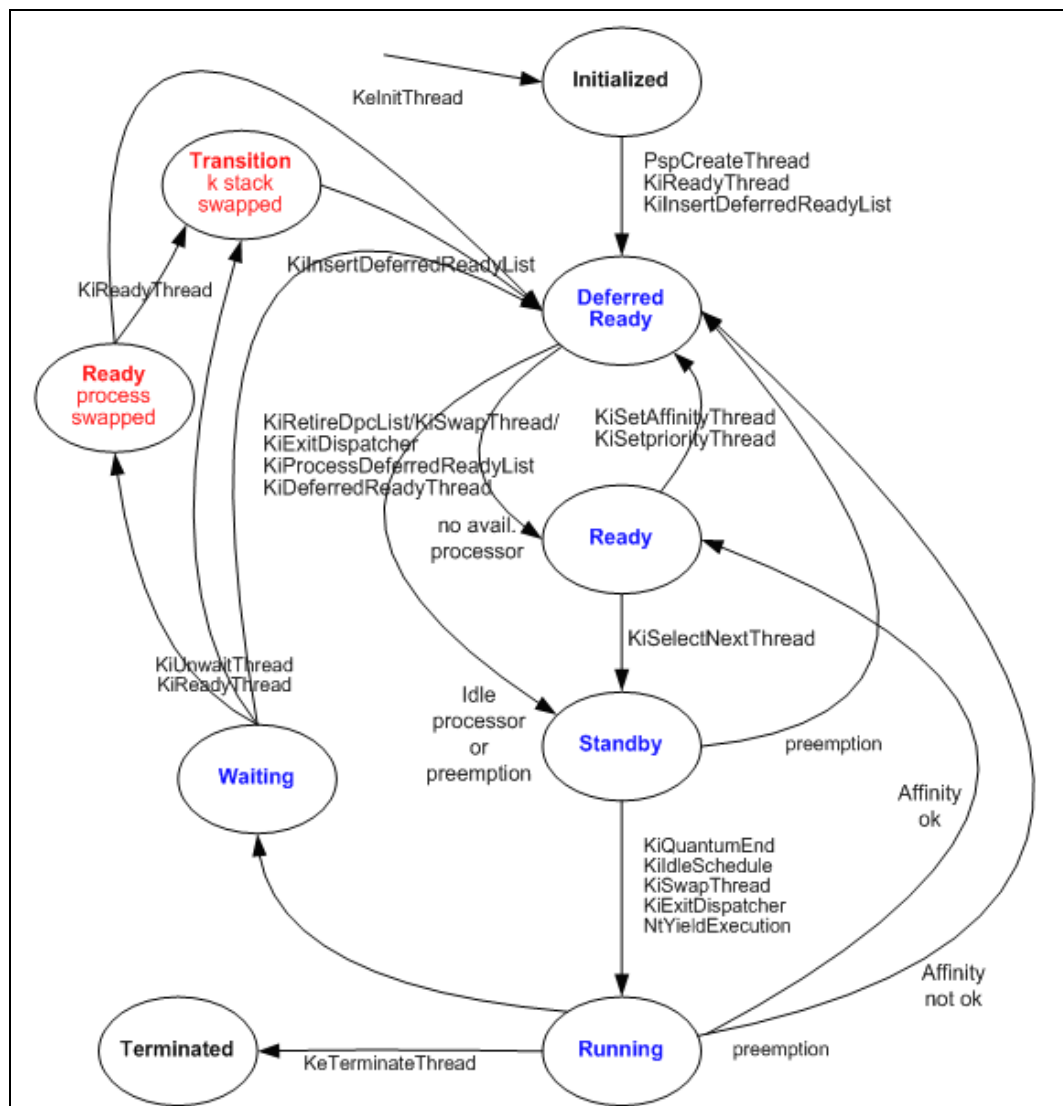 Initialized
KeInitThread
Transition
k stack
swapped
PspCreateThread
KiReadyThread
KiInsertDeferredReadyList
KiInsertDeferredReadyList
KiReadyThread
Deferred
Ready
Ready
process
swapped
KiRetireDpcList/KiSwapThread/
KiExitDispatcher
KiProcessDeferredReadyList
KiDeferredReadyThread
KiSetAffinityThread
KiSetpriorityThread
no avail.
processor
Ready
KiSelectNextThread
KiUnwaitThread
KiReadyThread
Idle
processor
or
preemption
Standby
preemption
Waiting
Affinity
ok
KiQuantumEnd
KiIdleSchedule
KiSwapThread
KiExitDispatcher
NtYieldExecution
Affinity
not ok
Terminated
KeTerminateThread
Running
preemption